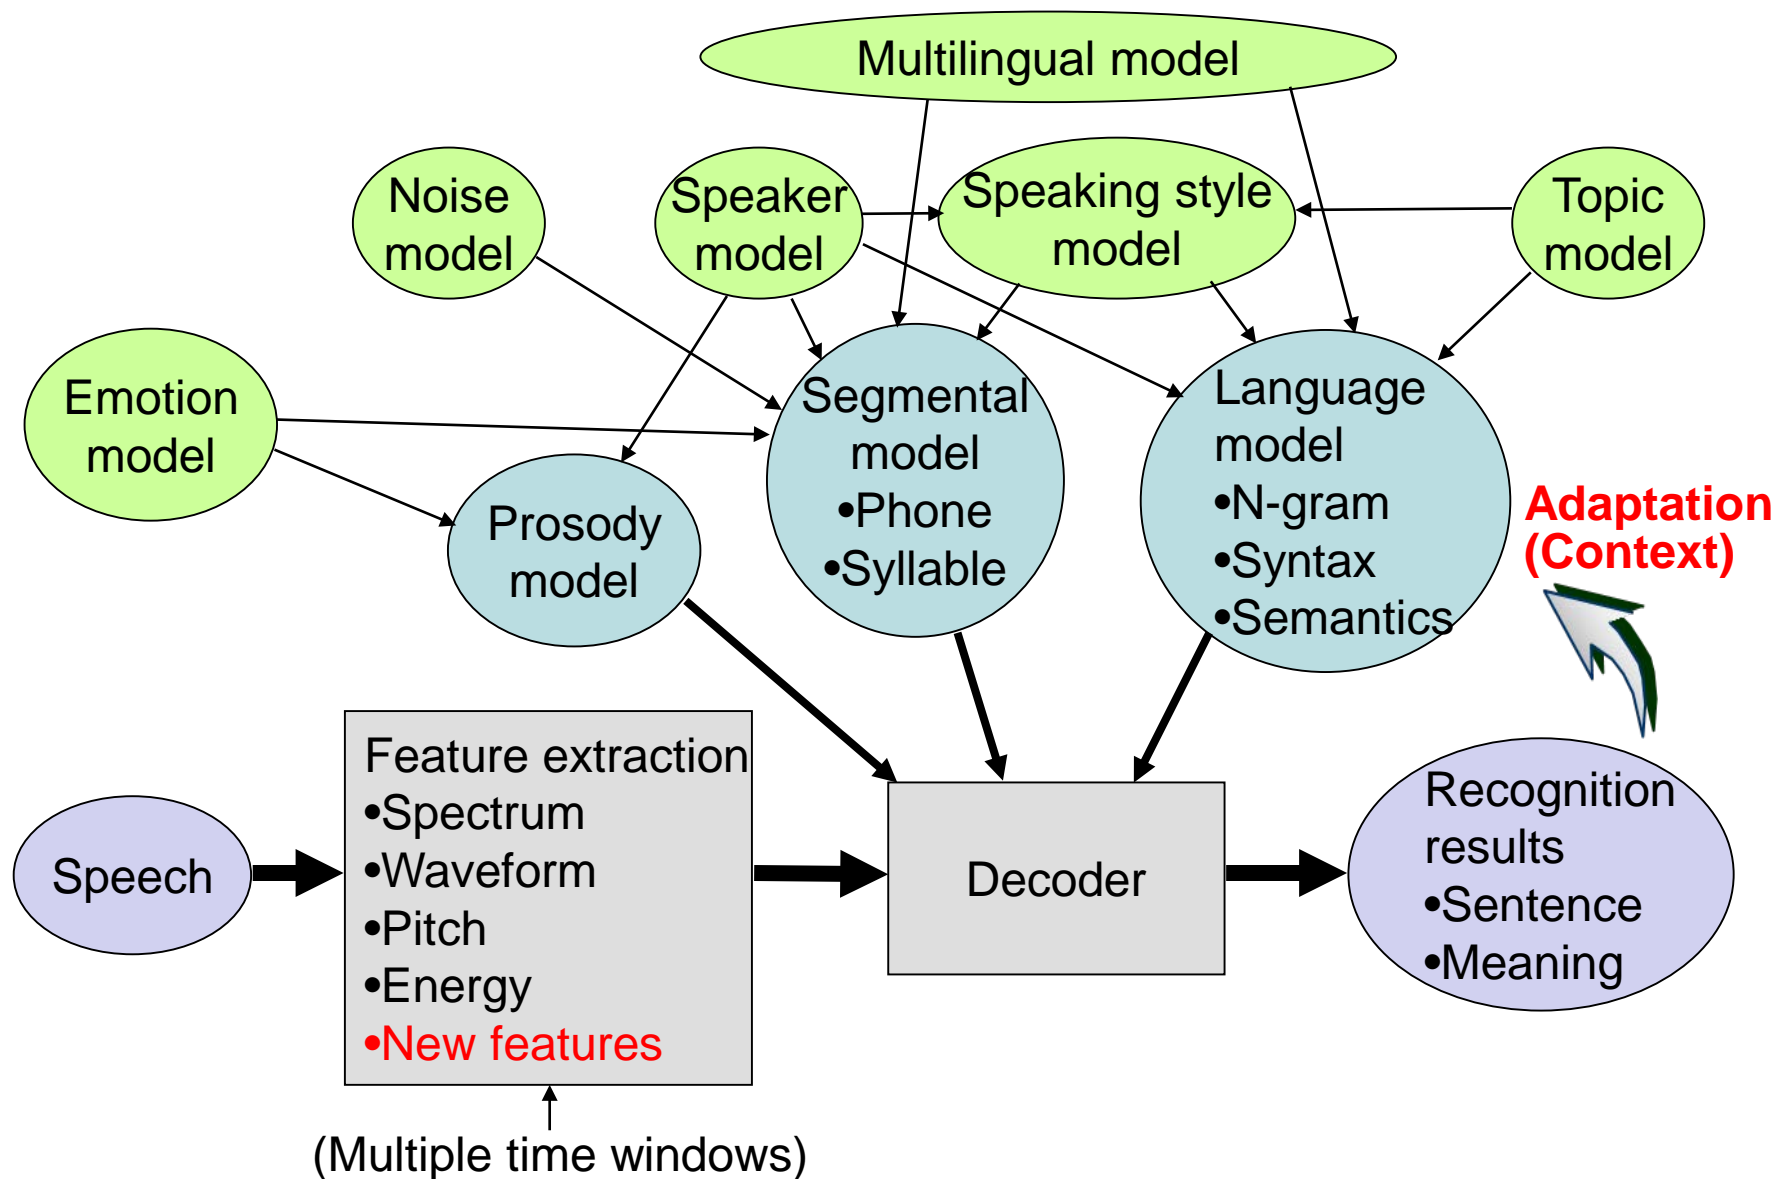 Multilingual model
Noise
model
Speaker
model
Speaking style
model
Topic
model
Emotion
model
Prosody
model
Segmental
model
•Phone
•Syllable
Language
model
•N-gram
•Syntax
•Semantics
Adaptation
(Context)
Speech
Feature extraction
•Spectrum
•Waveform
•Pitch
•Energy
•New features
Decoder
Recognition
results
•Sentence
•Meaning
(Multiple time windows)